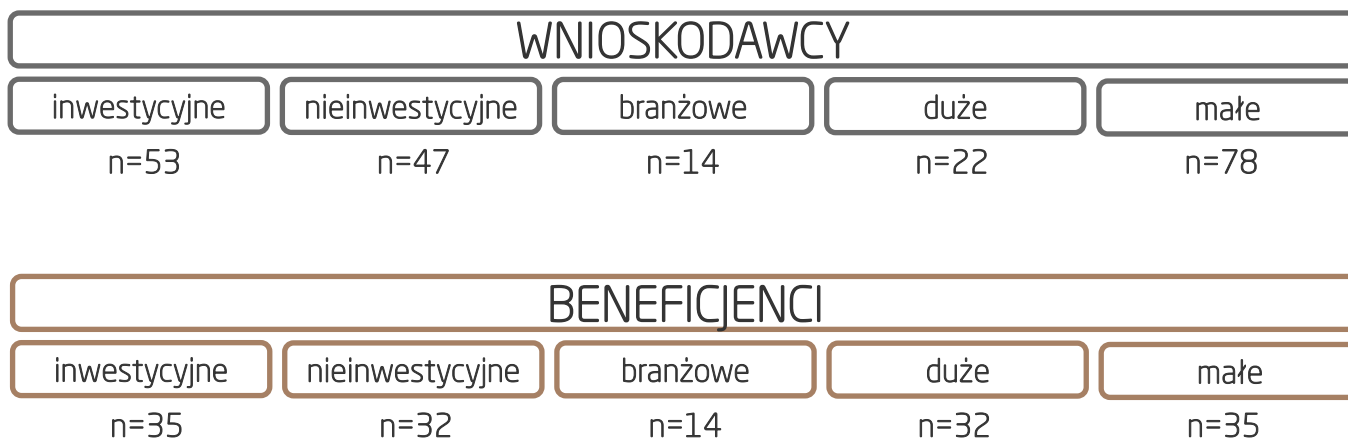 WNIOSKODAWCY
inwestycyjne nieinwestycyjne branżowe duże małe
n=53 n=47 n=14 n=22 n=78
BENEFICJENCI
inwestycyjne nieinwestycyjne branżowe duże małe
n=35 n=32 n=14 n=32 n=35